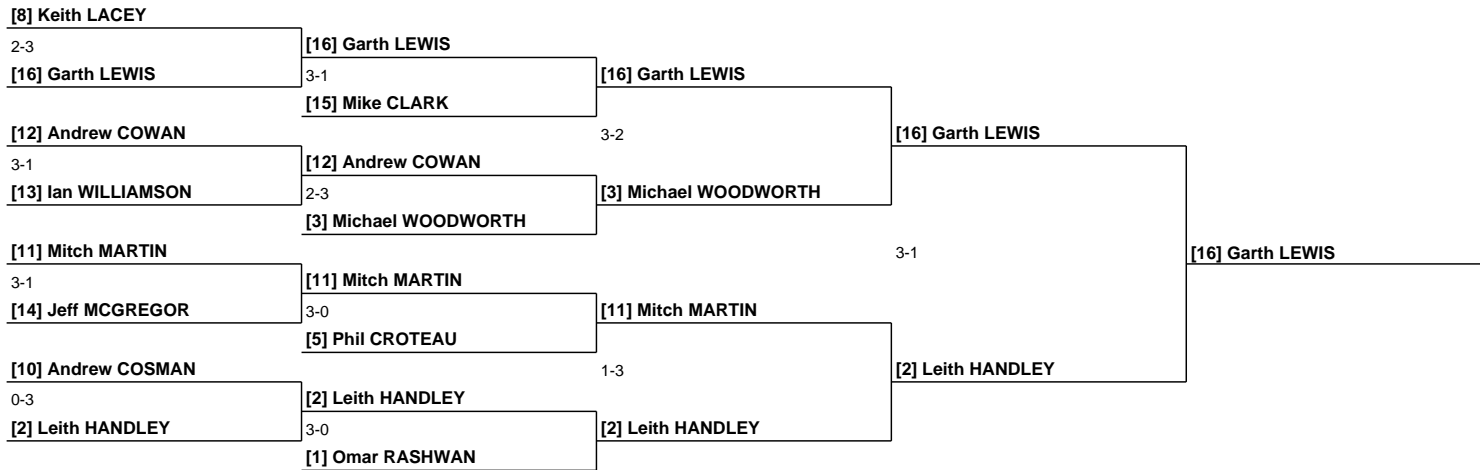 [8] Keith LACEY
2-3
[16] Garth LEWIS
[12] Andrew COWAN
3-1
[13] Ian WILLIAMSON
[11] Mitch MARTIN
3-1
[14] Jeff MCGREGOR
[10] Andrew COSMAN
0-3
[2] Leith HANDLEY
[16] Garth LEWIS
3-1
[15] Mike CLARK
[12] Andrew COWAN
2-3
[3] Michael WOODWORTH
[11] Mitch MARTIN
3-0
[5] Phil CROTEAU
[2] Leith HANDLEY
3-0
[1] Omar RASHWAN
[16] Garth LEWIS
3-2
[3] Michael WOODWORTH
[11] Mitch MARTIN
1-3
[2] Leith HANDLEY
[16] Garth LEWIS
3-1
[2] Leith HANDLEY
[16] Garth LEWIS